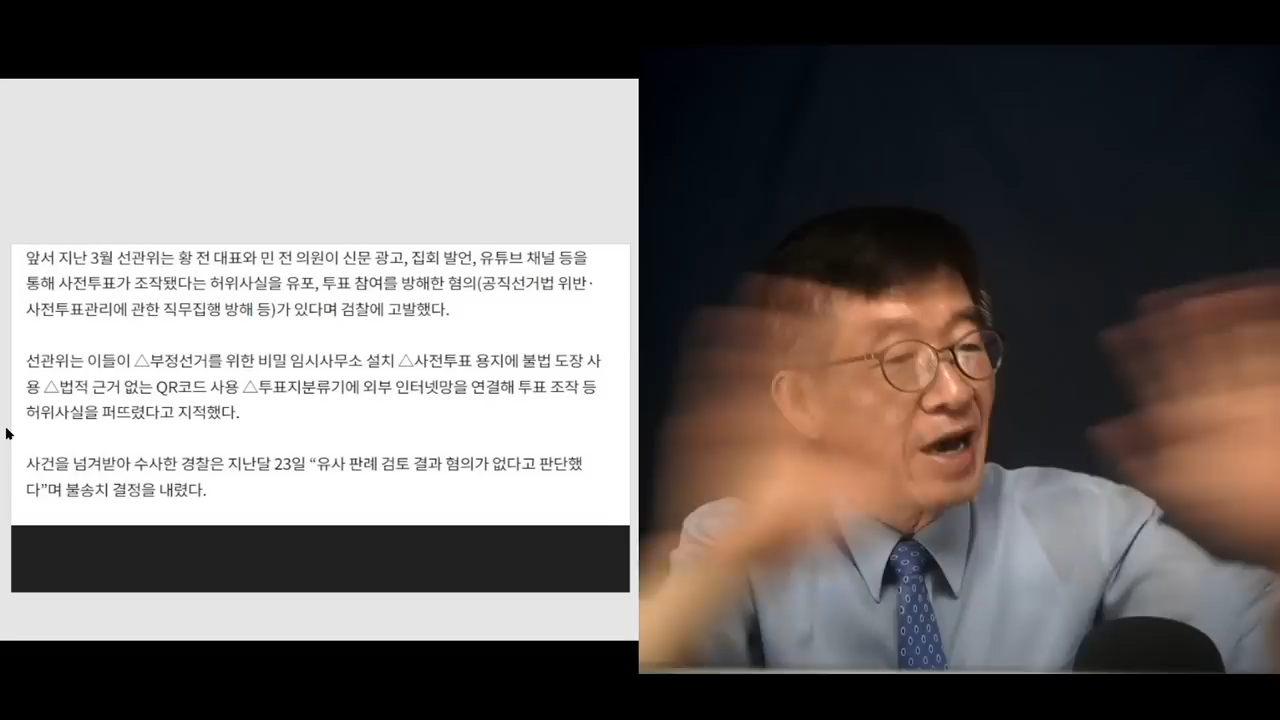 앞서 지난 3월 선관위는 황 전 대표와 민 전 의원이 신문 광고, 집회 발언, 유튜브 채널 등을
통해 사전투표가 조작됐다는 허위사실을 유포, 투표 참여를 방해한 혐의(공직선거법 위반·
사전투표관리에 관한 직무집행 방해 등)가 있다며 검찰에 고발했다.
선관위는 이들이 △부정선거를 위한 비밀 임시사무소 설치 △사전투표 용지에 불법 도장 사
용 △법적 근거 없는 QR코드 사용 △투표지분류기에 외부 인터넷망을 연결해 투표 조작 등
허위사실을 퍼뜨렸다고 지적했다.
사건을 넘겨받아 수사한 경찰은 지난달 23일 “유사 판례 검토 결과 혐의가 없다고 판단했
다”며 불송치 결정을 내렸다.